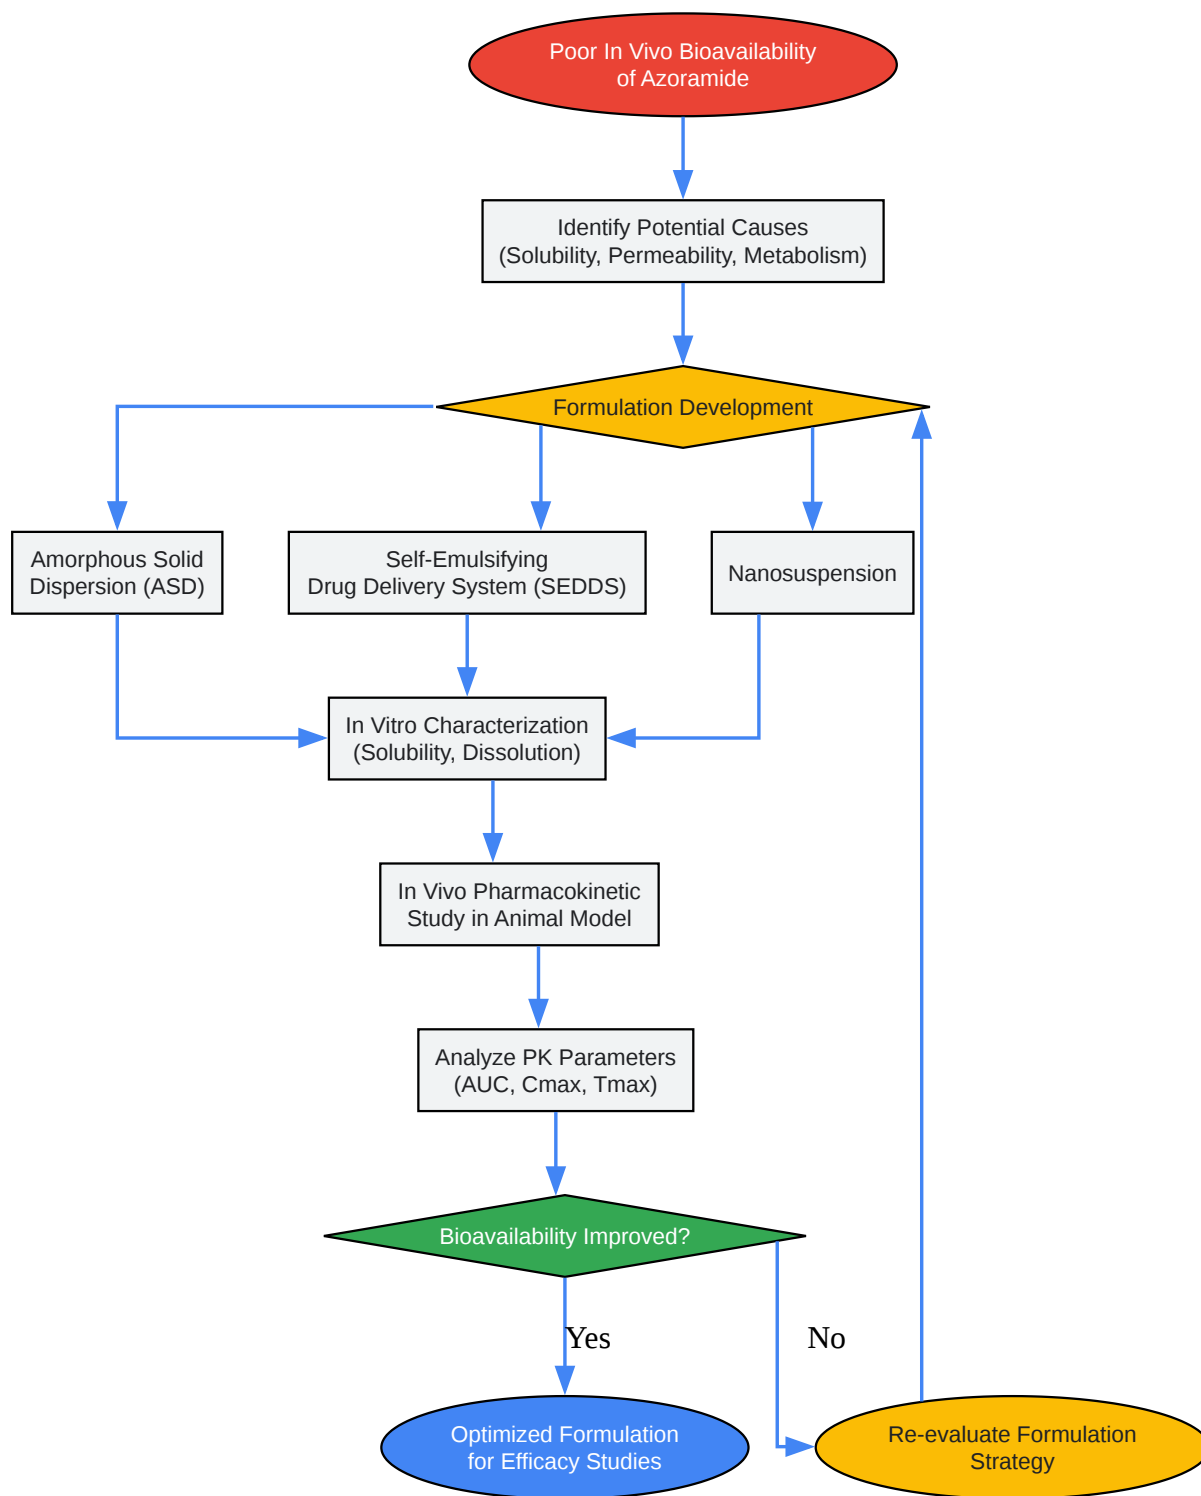 Poor In Vivo Bioavailability
of Azoramide
Identify Potential Causes
(Solubility, Permeability, Metabolism)
Formulation Development
Amorphous Solid
Dispersion (ASD)
Self-Emulsifying
Drug Delivery System (SEDDS)
Nanosuspension
In Vitro Characterization
(Solubility, Dissolution)
In Vivo Pharmacokinetic
Study in Animal Model
Analyze PK Parameters
(AUC, Cmax, Tmax)
Bioavailability Improved?
Yes
No
Optimized Formulation
for Efficacy Studies
Re-evaluate Formulation
Strategy